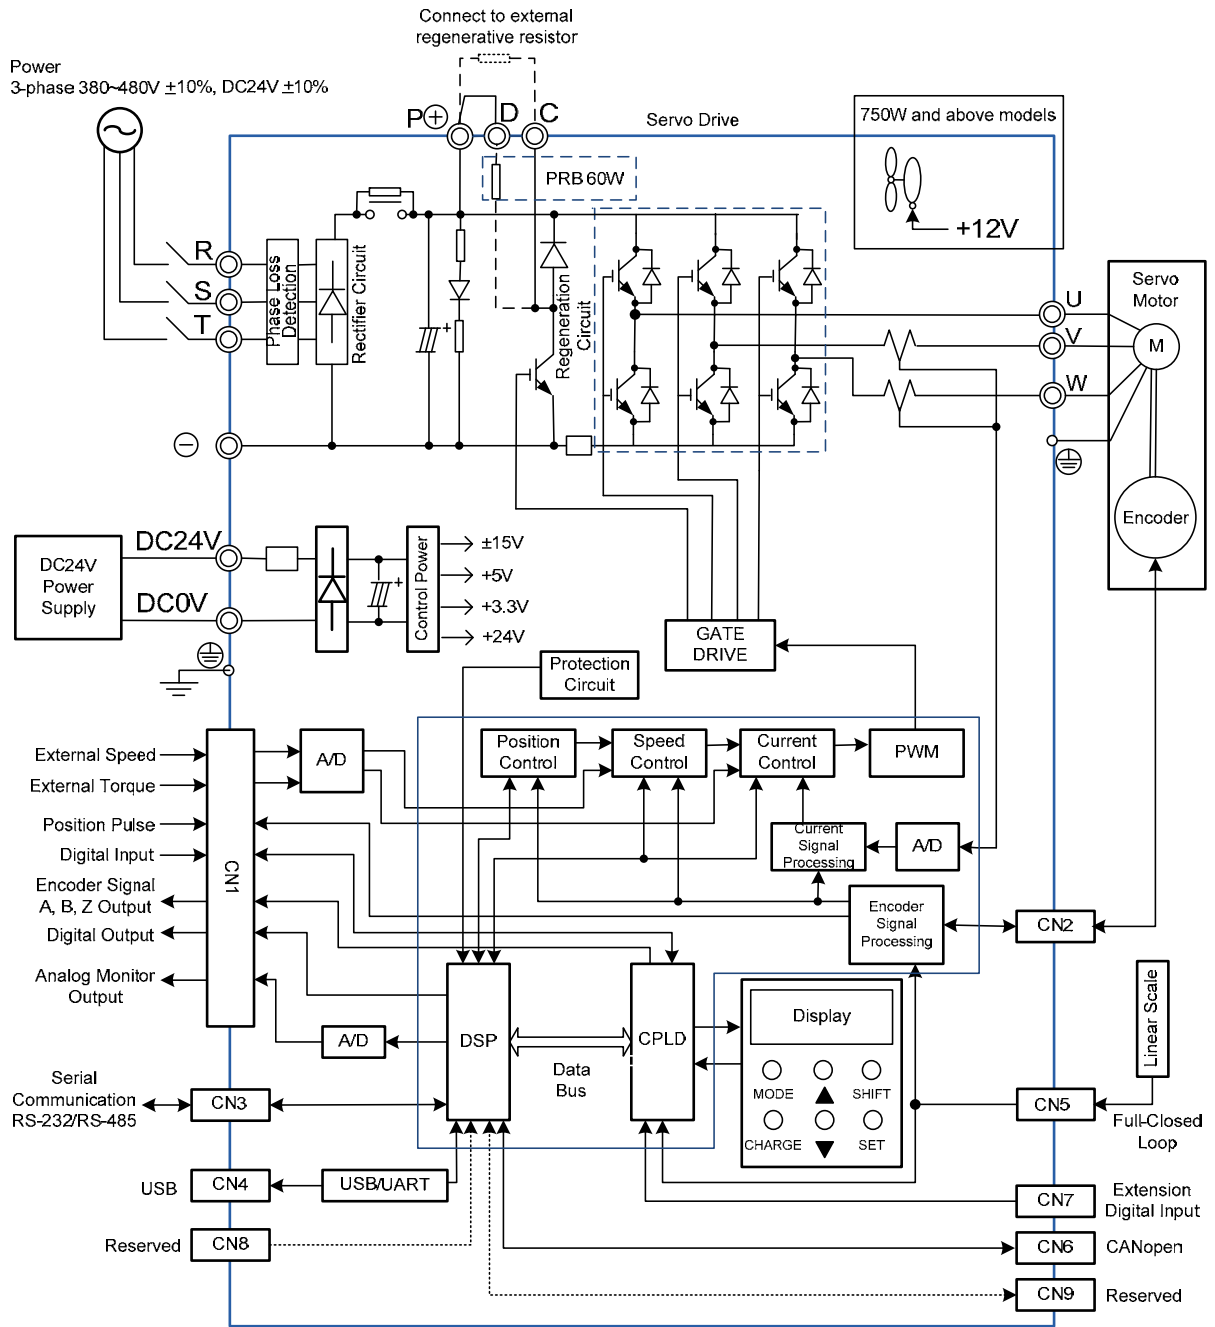 Connect to external
regenerative resistor
Power
3-phase 380~480V ±10%, DC24V ±10%
P⊕
D
C
Servo Drive
750W and above models
+12V
PRB 60W
R
S
T
Phase Loss
Detection
Rectifier Circuit
+
Regeneration
Circuit
U
V
W
Servo
Motor
M
Encoder
DC24V
Power
Supply
DC24V
DC0V
+
Control Power
±15V
+5V
+3.3V
+24V
GATE
DRIVE
Protection
Circuit
External Speed
External Torque
Position Pulse
Digital Input
Encoder Signal
A, B, Z Output
Digital Output
Analog Monitor
Output
CN1
A/D
Position
Control
Speed
Control
Current
Control
PWM
Current
Signal
Processing
A/D
Encoder
Signal
Processing
CN2
A/D
DSP
Data
Bus
CPLD
Display
MODE
SHIFT
CHARGE
SET
Linear Scale
Serial
Communication
RS-232/RS-485
CN3
CN5
Full-Closed
Loop
USB
CN4
USB/UART
CN7
Extension
Digital Input
Reserved
CN8
CN6
CANopen
CN9
Reserved